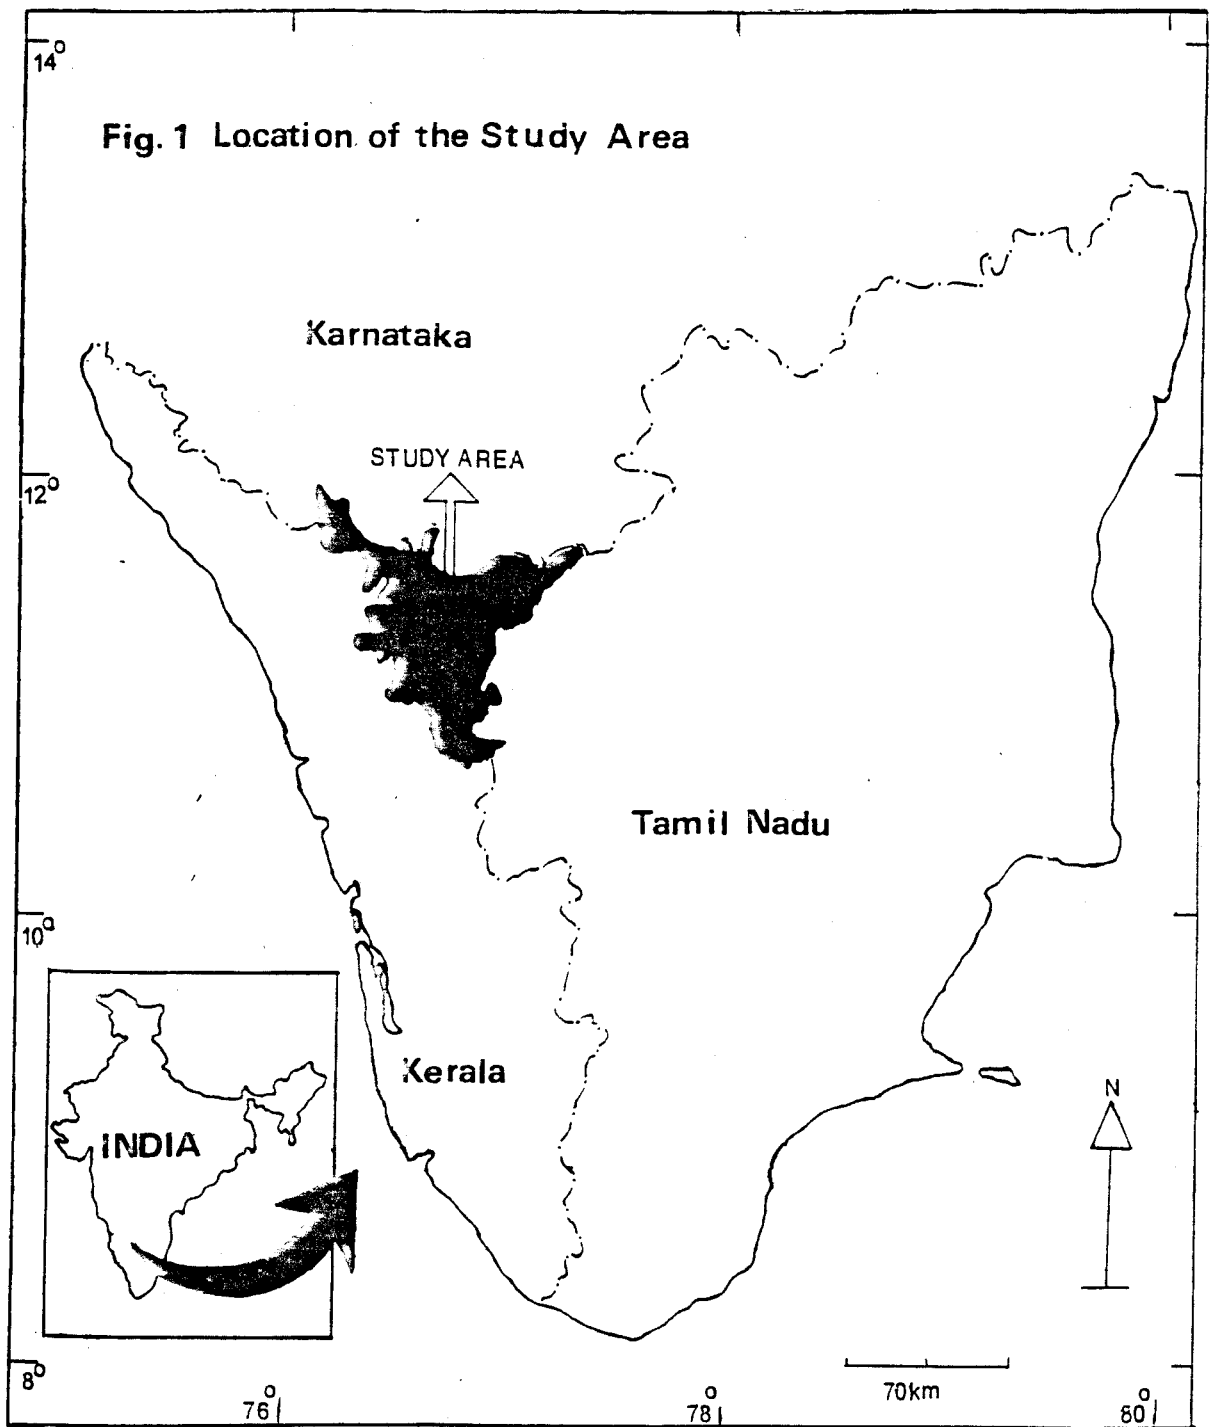 14°
Fig. 1 Location of the Study Area
Karnataka
STUDY AREA
12°
Tamil Nadu
10°
Kerala
N
INDIA
8°
70km
76°
78°
80°